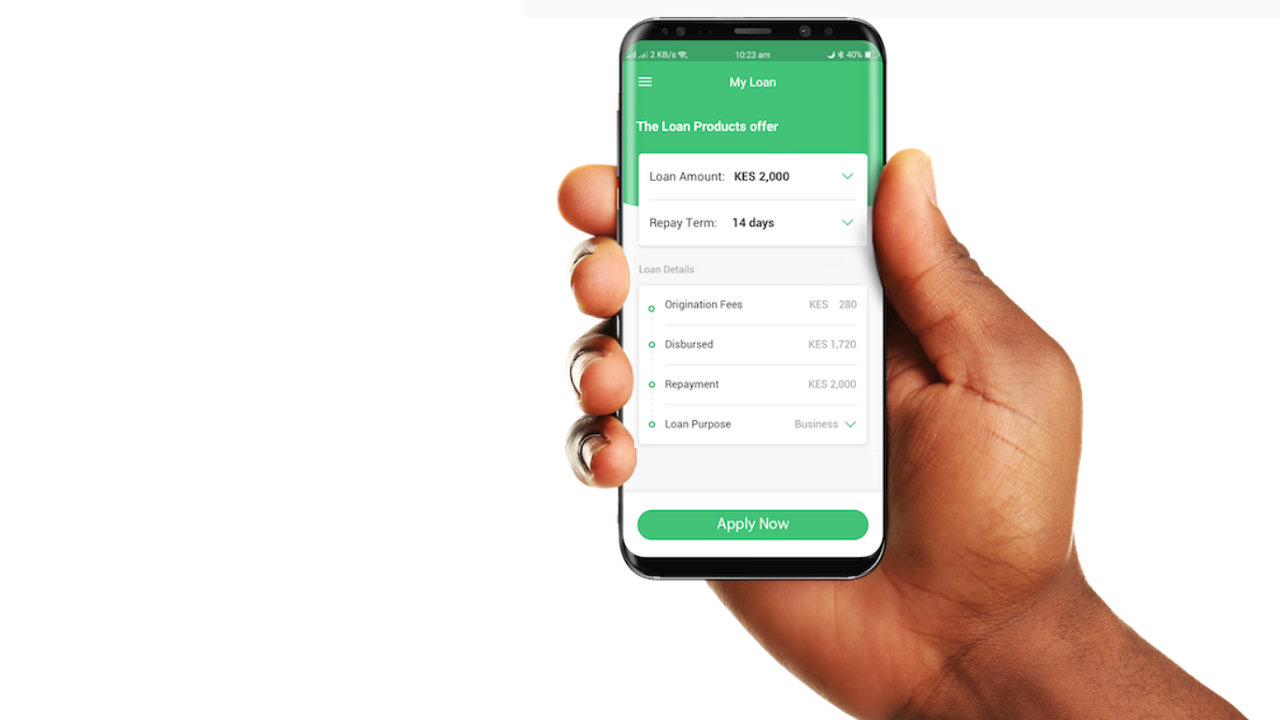 2 KB/s 10:23 am 40%
My Loan
The Loan Products offer
Loan Amount: KES 2,000
Repay Term: 14 days
Loan Details
Origination Fees KES 280
Disbursed KES 1,720
Repayment KES 2,000
Loan Purpose Business
Apply Now